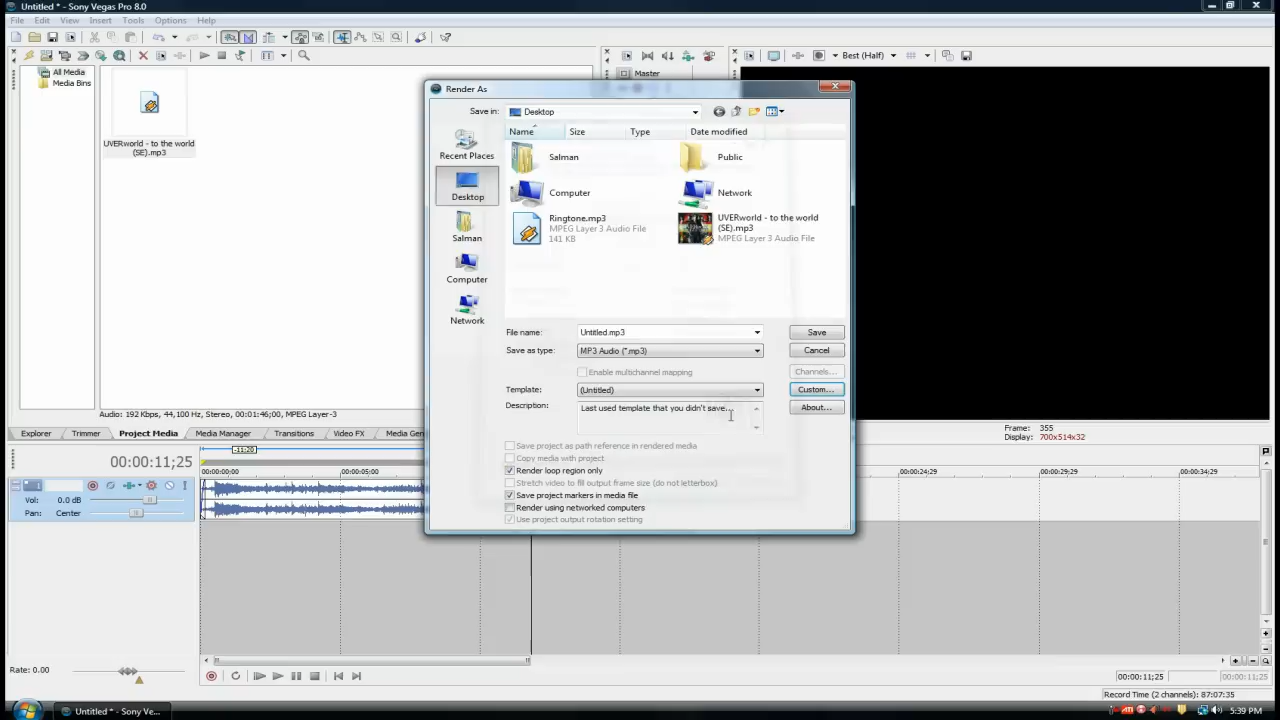 Untitled * - Sony Vegas Pro 8.0
File Edit View Insert Tools Options Help
Best (Half)
All Media
Media Bins
Master
UVERworld - to the world
(SE).mp3
Render As
Save in: Desktop
Name Size Type Date modified
Recent Places
Desktop
Salman
Computer
Network
Salman
Public
Computer
Network
Ringtone.mp3
MPEG Layer 3 Audio File
141 KB
UVERworld - to the world
(SE).mp3
MPEG Layer 3 Audio File
File name: Untitled.mp3 Save
Save as type: MP3 Audio (*.mp3) Cancel
Enable multichannel mapping Channels...
Template: (Untitled) Custom...
Description: Last used template that you didn't save. About...
Save project as path reference in rendered media
Copy media with project
Render loop region only
Stretch video to fill output frame size (do not letterbox)
Save project markers in media file
Render using networked computers
Use project output rotation setting
Audio: 192 Kbps, 44,100 Hz, Stereo, 00:01:46;00, MPEG Layer-3
Explorer Trimmer Project Media Media Manager Transitions Video FX Media Gen
Frame: 355
Display: 700x514x32
-11;20
00:00:11;25
00:00:00;00 00:00:05;00 00:00:24;29 00:00:29;29 00:00:34;29
1
Vol: 0.0 dB
Pan: Center
Rate: 0.00
00:00:11;25 00:00:11;25
Record Time (2 channels): 87:07:35
Untitled * - Sony Ve...
5:39 PM